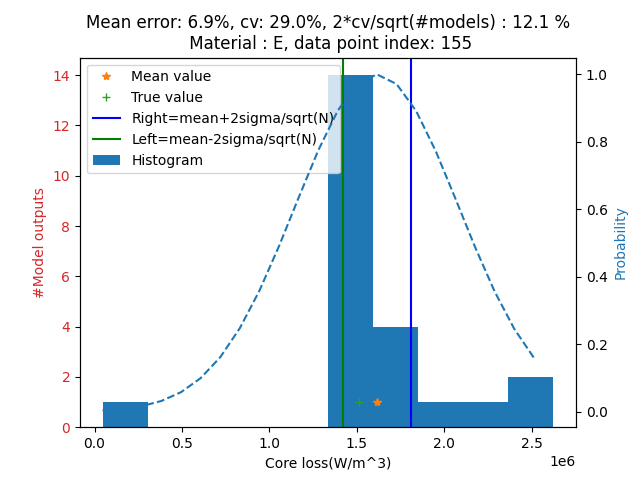 Mean error: 6.9%, cv: 29.0%, 2*cv/sqrt(#models) : 12.1 %
Material : E, data point index: 155
Mean value
True value
Right=mean+2sigma/sqrt(N)
Left=mean-2sigma/sqrt(N)
Histogram
#Model outputs
14
12
10
8
6
4
2
0
1.0
0.8
0.6
0.4
0.2
0.0
Probability
0.0 0.5 1.0 1.5 2.0 2.5
1e6
Core loss(W/m^3)